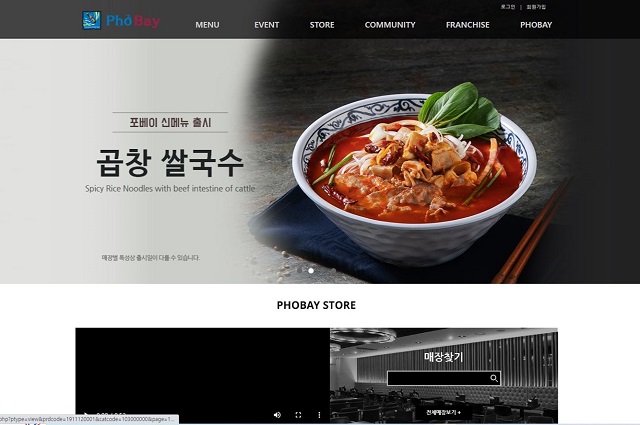 로그인 | 회원가입
PhởBay
MENU EVENT STORE COMMUNITY FRANCHISE PHOBAY
포베이 신메뉴 출시
곱창 쌀국수
Spicy Rice Noodles with beef intestine of cattle
매장별 특성상 출시일이 다를 수 있습니다.
PHOBAY STORE
매장찾기
전체매장보기 +
php?ptype=view&prdcode=1911120001&catcode=103000000&page=1...